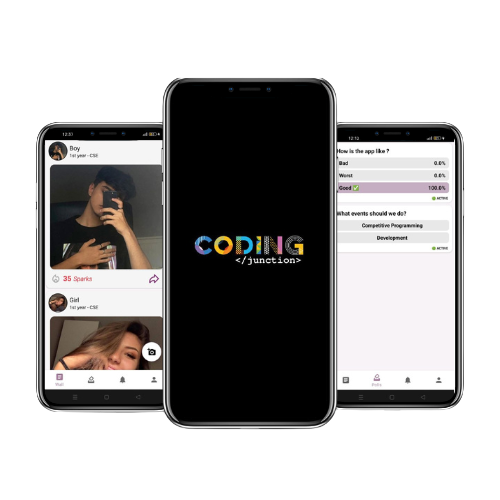 12:30
Boy
1st year - CSE
35 Sparks
Girl
1st year - CSE
Wall
CODING
</junction>
How is the app like ?
Bad 0.0%
Worst 0.0%
Good ✅ 100.0%
ACTIVE
What events should we do?
Competitive Programming
Development
ACTIVE
Polls